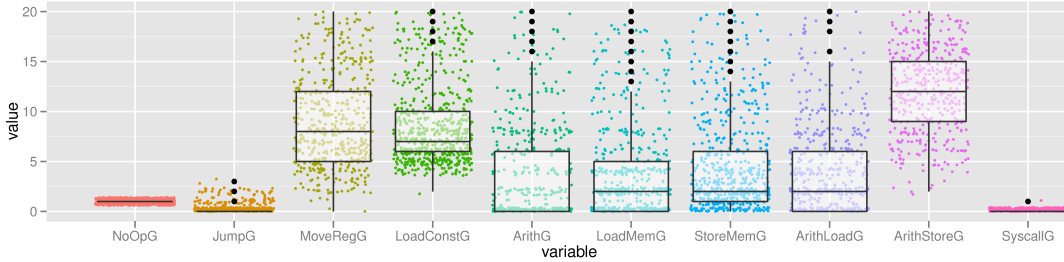 20
15
10
5
0
value
NoOpG JumpG MoveRegG LoadConstG ArithG LoadMemG StoreMemG ArithLoadG ArithStoreG SyscallG
variable